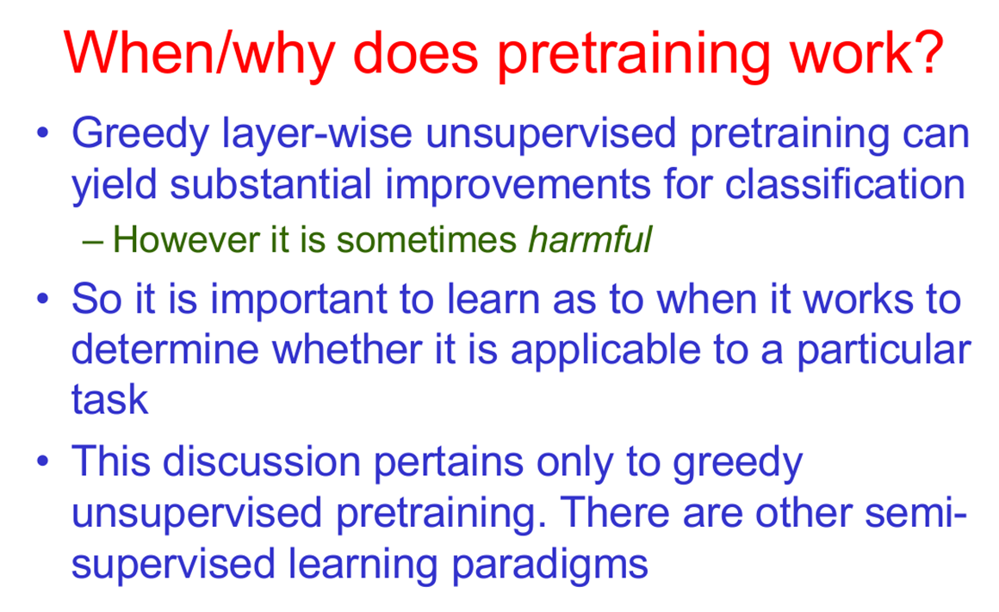 When/why does pretraining work?
• Greedy layer-wise unsupervised pretraining can
yield substantial improvements for classification
– However it is sometimes harmful
• So it is important to learn as to when it works to
determine whether it is applicable to a particular
task
• This discussion pertains only to greedy
unsupervised pretraining. There are other semi-
supervised learning paradigms